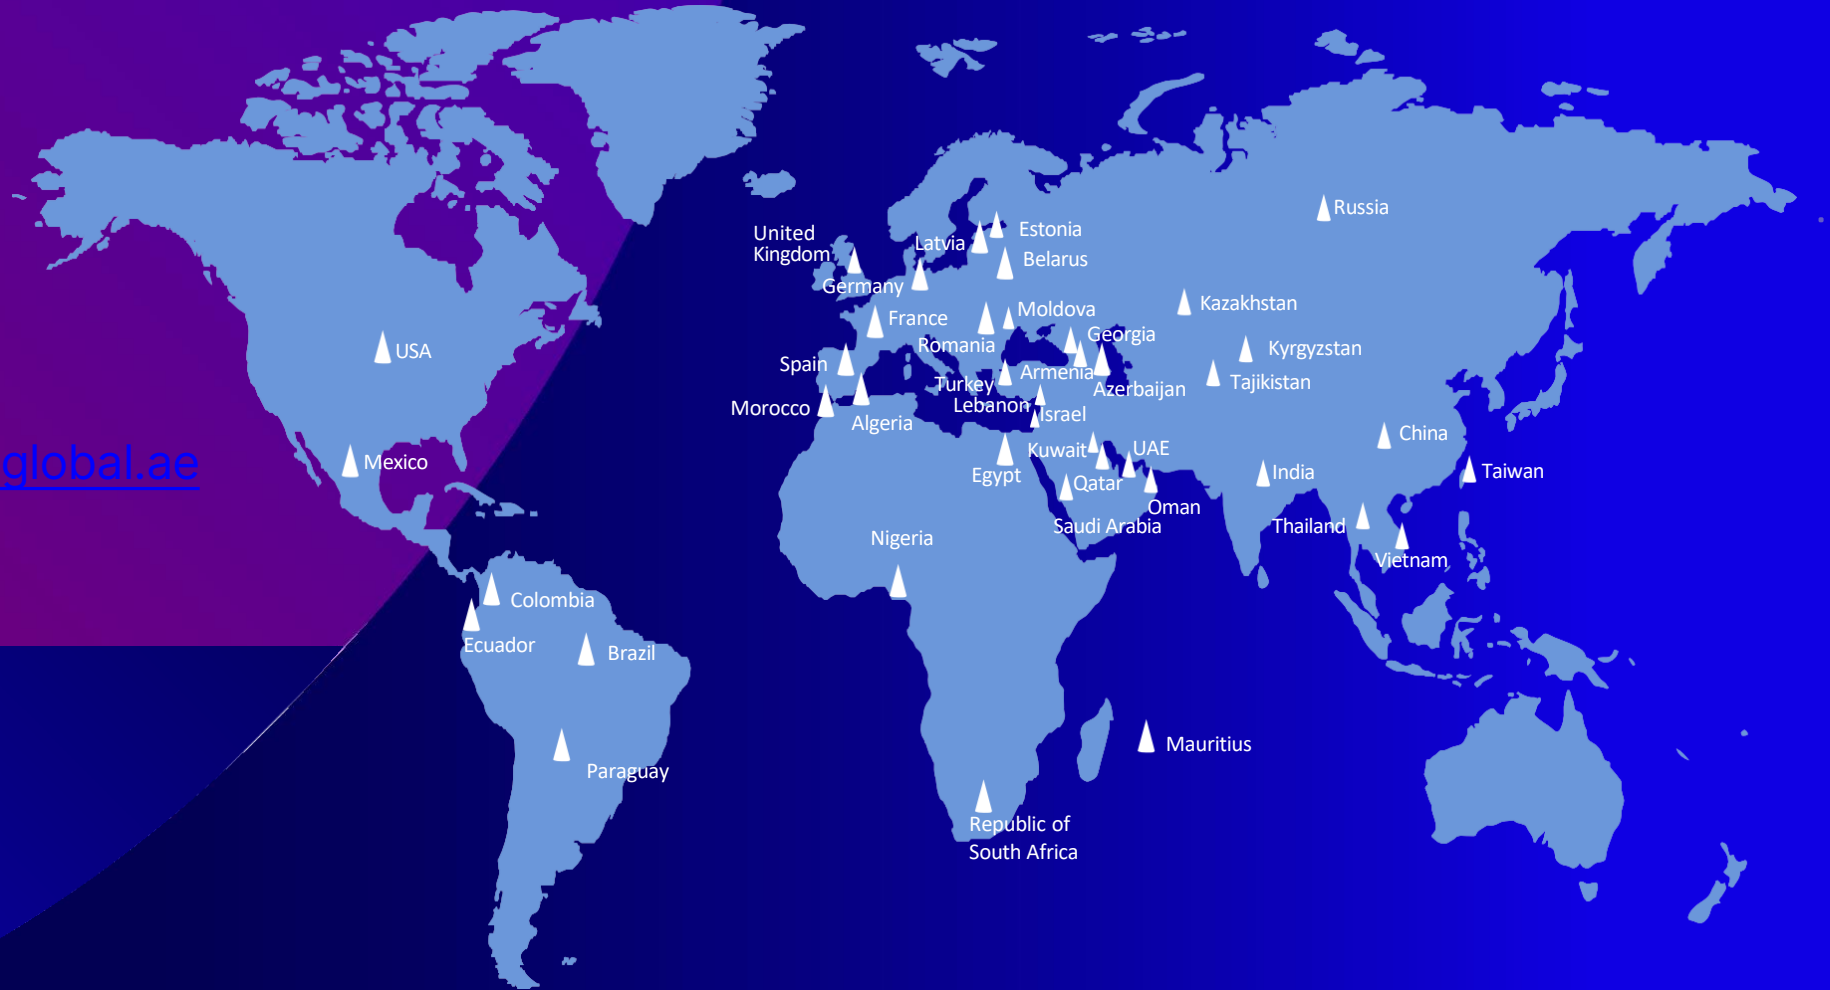 Russia
United
Kingdom
Latvia
Estonia
Belarus
Germany
Kazakhstan
France
Moldova
Romania
Georgia
USA
Spain
Kyrgyzstan
Turkey
Armenia
Azerbaijan
Tajikistan
Morocco
Lebanon
Israel
Algeria
China
global.ae
Mexico
Kuwait
UAE
Egypt
Qatar
India
Taiwan
Oman
Saudi Arabia
Thailand
Nigeria
Vietnam
Colombia
Ecuador
Brazil
Mauritius
Paraguay
Republic of
South Africa